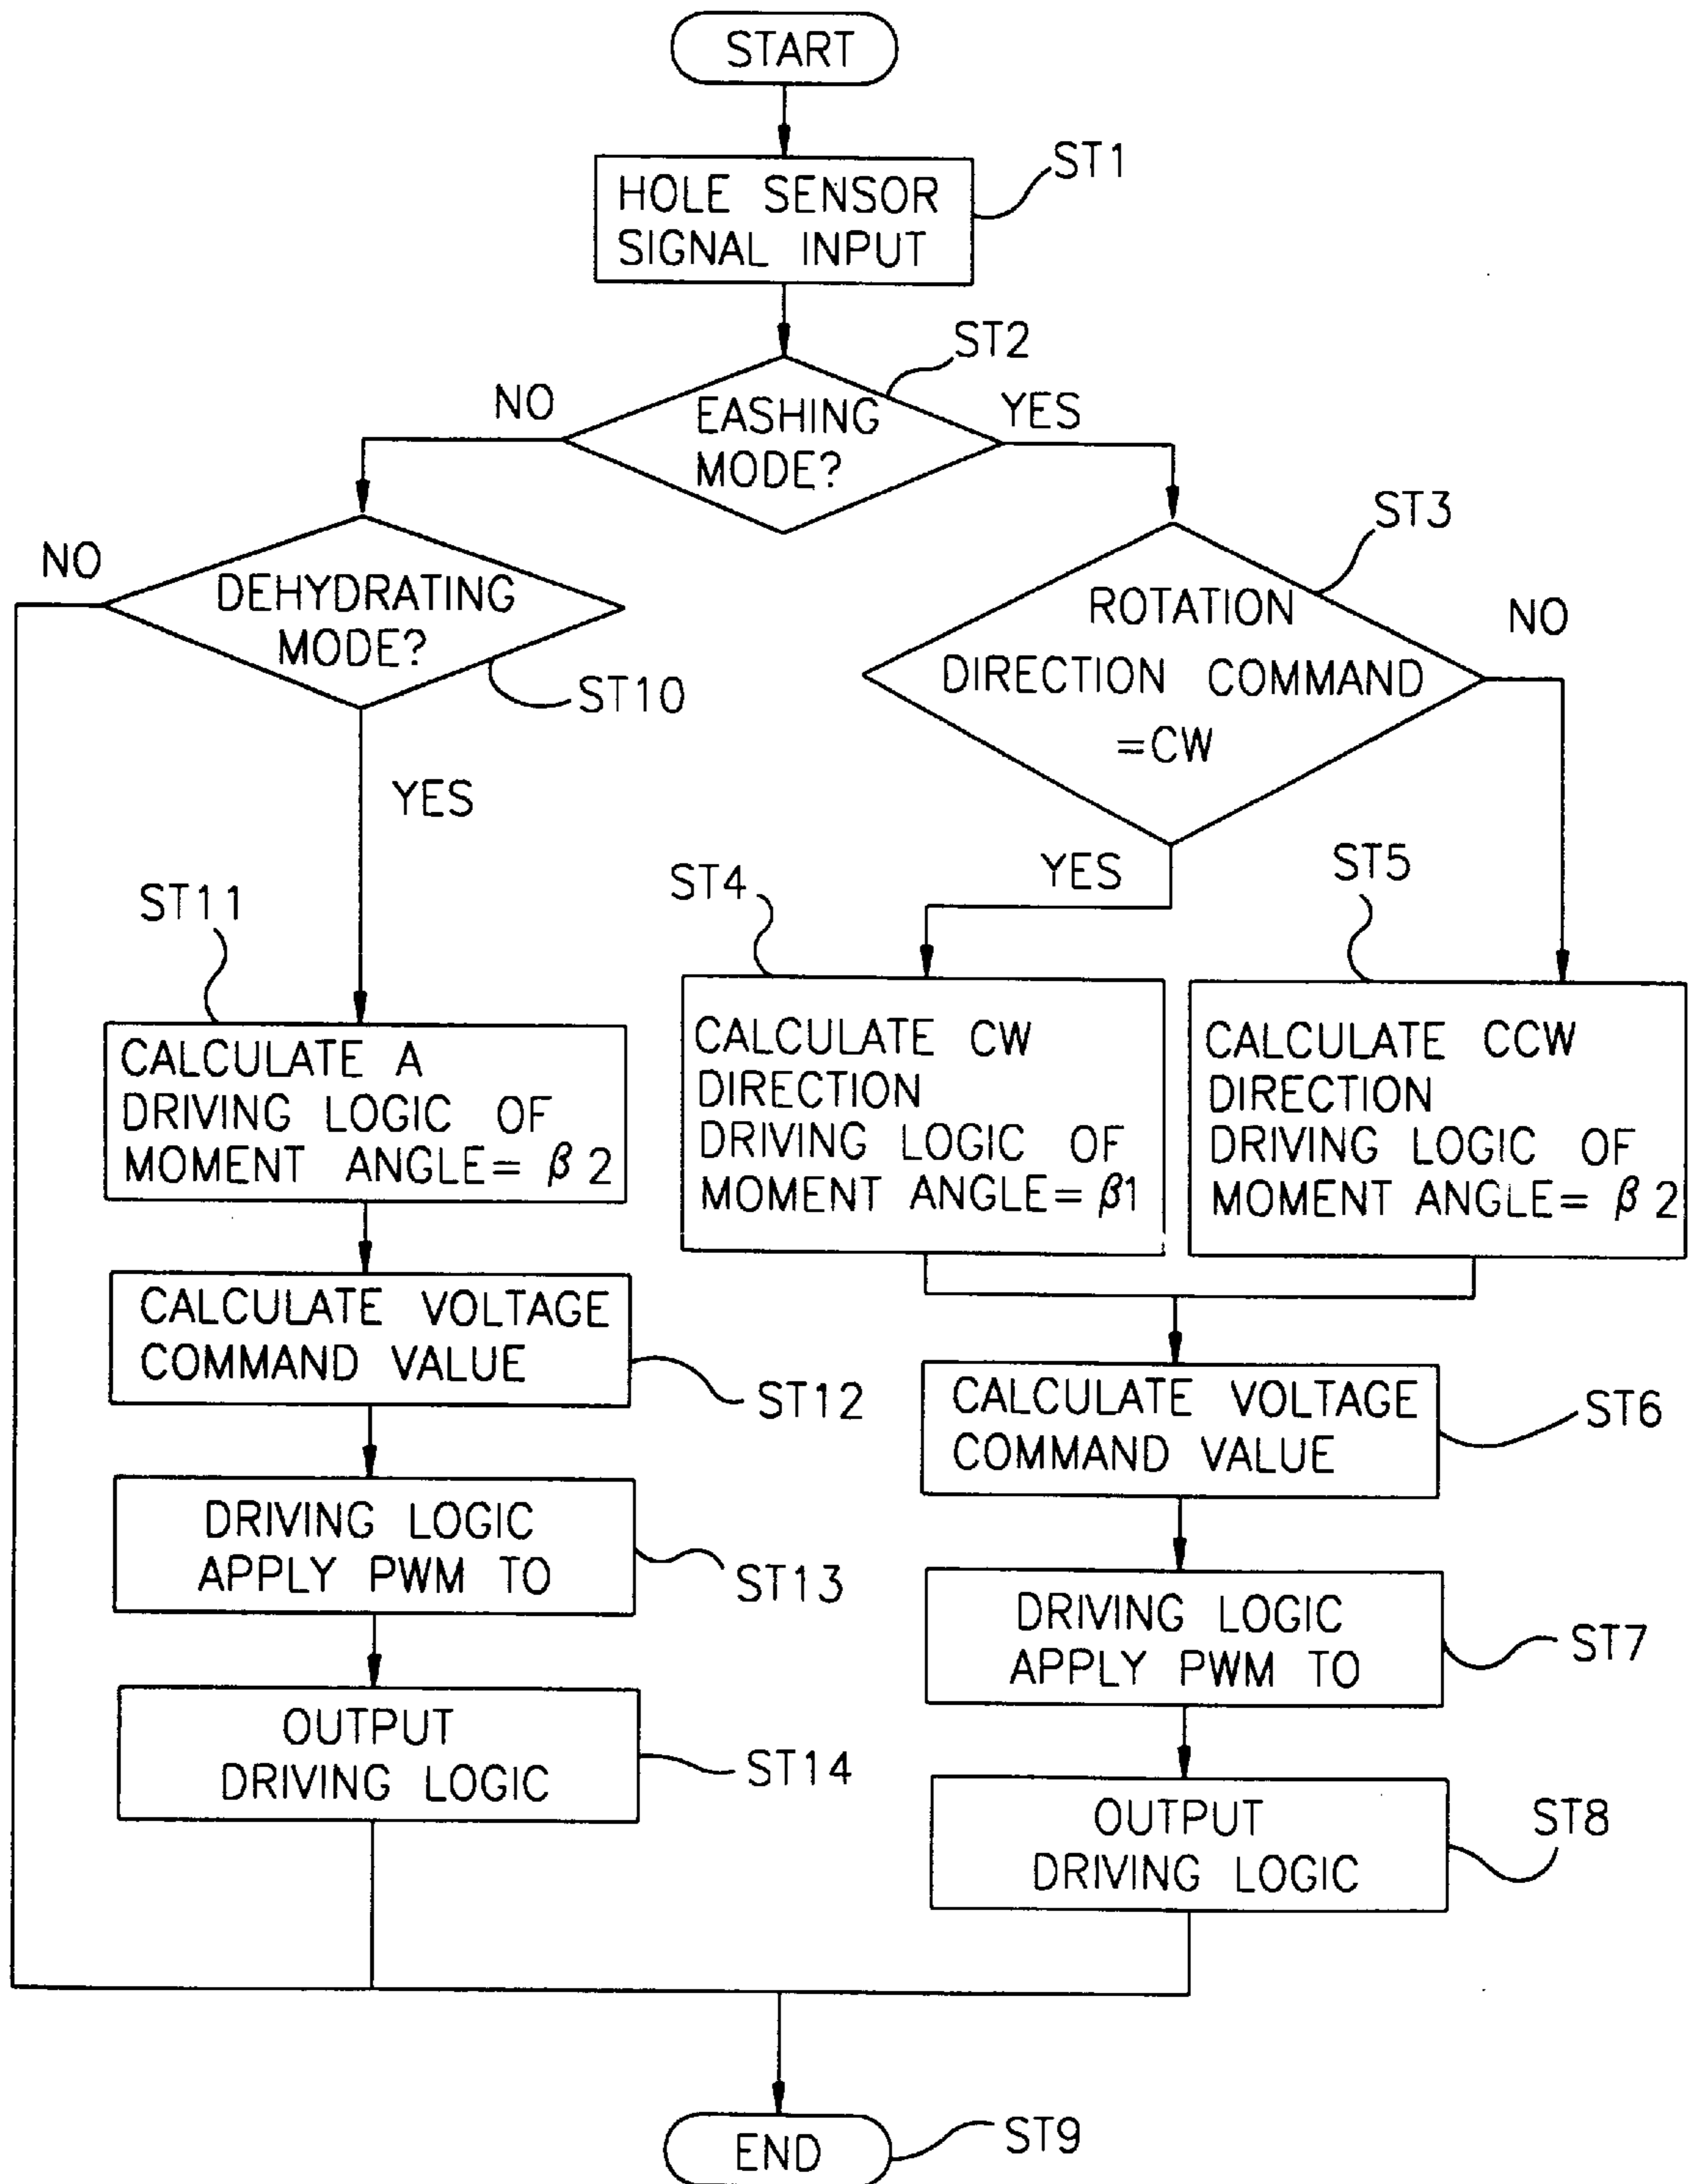 START
ST1
HOLE SENSOR
SIGNAL INPUT
ST2
NO
EASHING
MODE?
YES
ST3
NO
DEHYDRATING
MODE?
ST10
ROTATION
DIRECTION COMMAND
=CW
NO
YES
YES
ST4
ST5
ST11
CALCULATE A
DRIVING LOGIC OF
MOMENT ANGLE= β 2
CALCULATE CW
DIRECTION
DRIVING LOGIC OF
MOMENT ANGLE= β1
CALCULATE CCW
DIRECTION
DRIVING LOGIC OF
MOMENT ANGLE= β 2
CALCULATE VOLTAGE
COMMAND VALUE
ST12
CALCULATE VOLTAGE
COMMAND VALUE
ST6
DRIVING LOGIC
APPLY PWM TO
ST13
DRIVING LOGIC
APPLY PWM TO
ST7
OUTPUT
DRIVING LOGIC
ST14
OUTPUT
DRIVING LOGIC
ST8
END
ST9